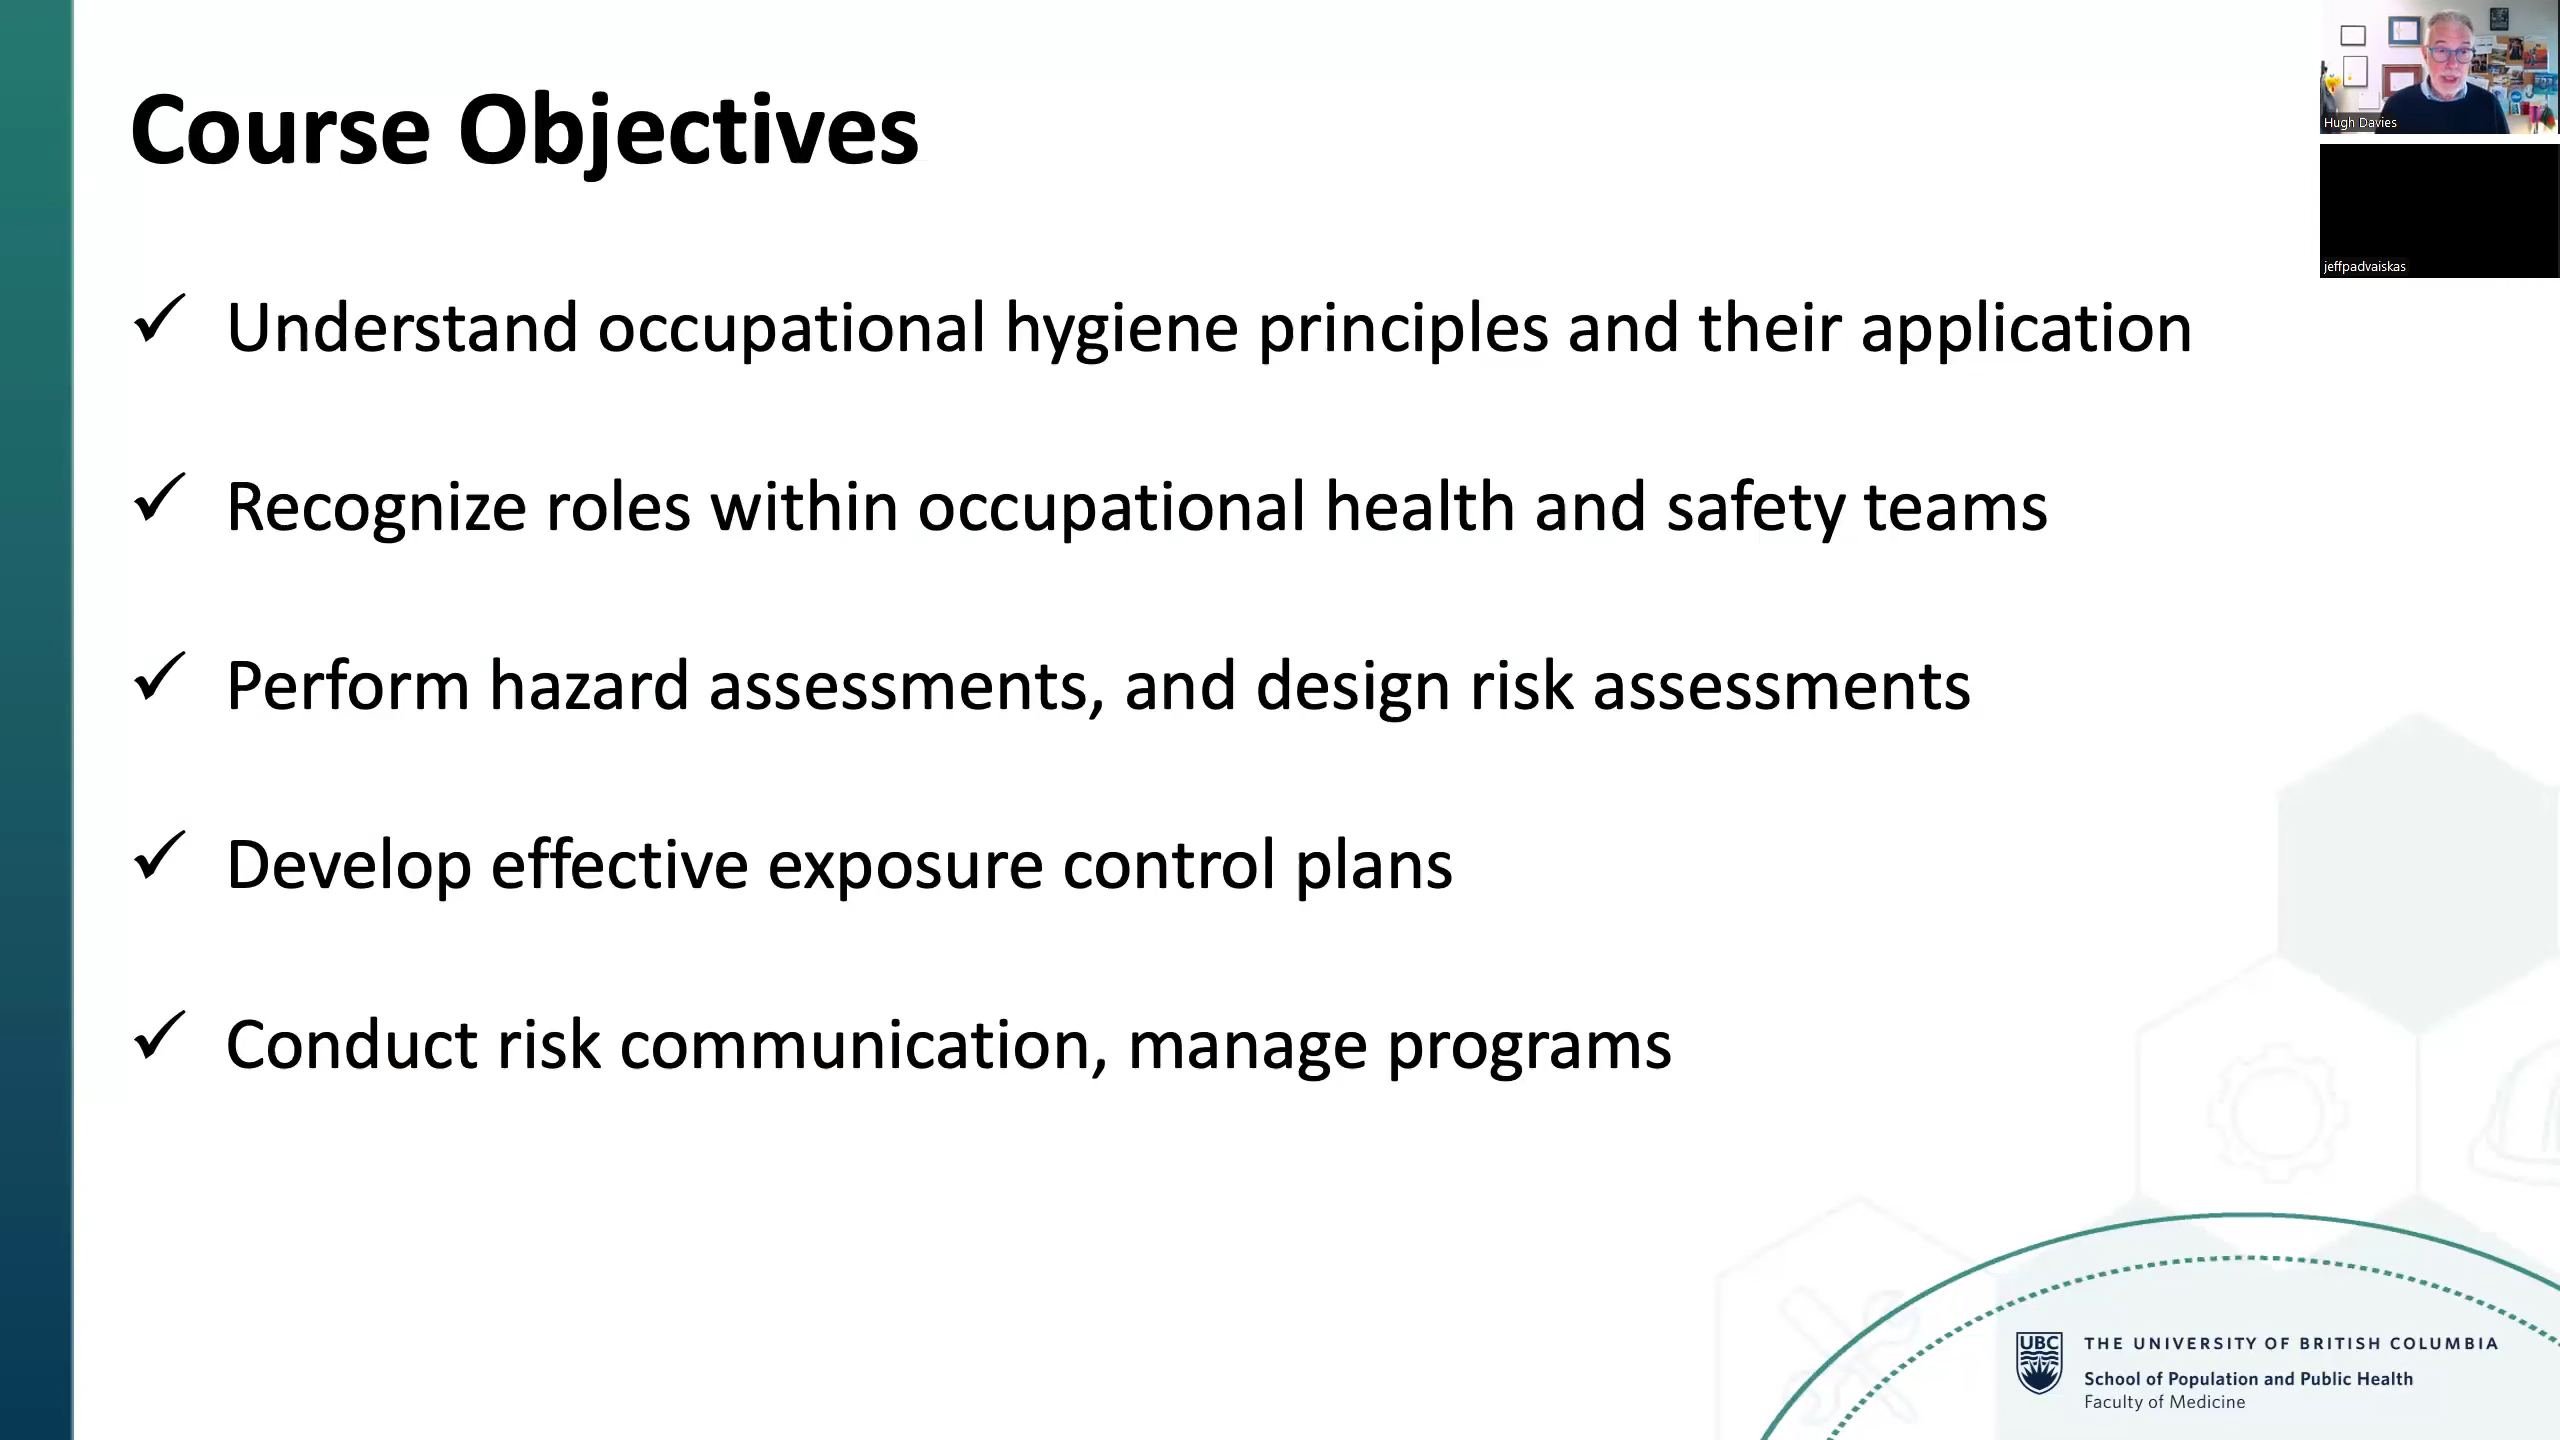 Course Objectives
Hugh Davies
jeffpadvaiskas
✓ Understand occupational hygiene principles and their application
✓ Recognize roles within occupational health and safety teams
✓ Perform hazard assessments, and design risk assessments
✓ Develop effective exposure control plans
✓ Conduct risk communication, manage programs
UBC
THE UNIVERSITY OF BRITISH COLUMBIA
School of Population and Public Health
Faculty of Medicine